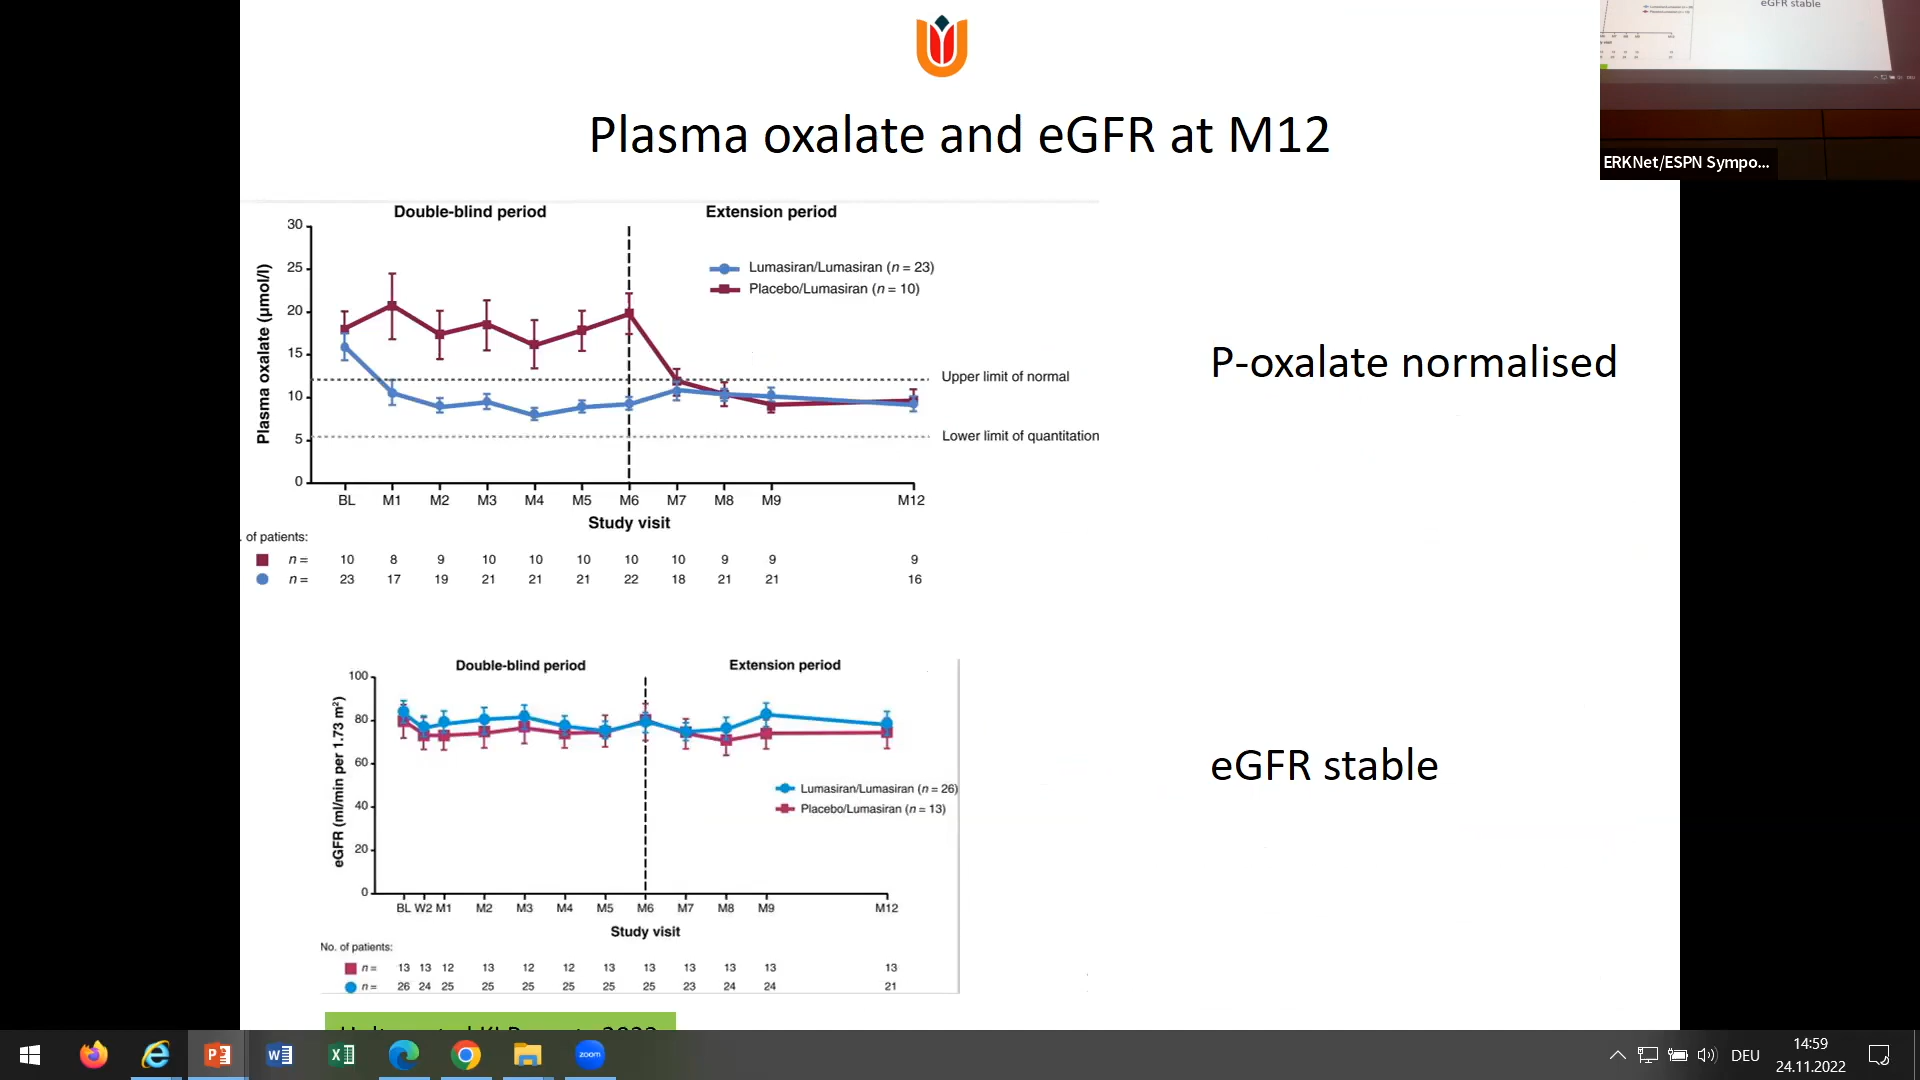 Plasma oxalate and eGFR at M12
eGFR stable
ERKNet/ESPN Sympo...
Double-blind period
Extension period
Plasma oxalate (μmol/l)
30
25
20
15
10
5
0
Lumasiran/Lumasiran (n = 23)
Placebo/Lumasiran (n = 10)
Upper limit of normal
Lower limit of quantitation
BL M1 M2 M3 M4 M5 M6 M7 M8 M9 M12
Study visit
. of patients:
n = 10 8 9 10 10 10 10 10 9 9 9
n = 23 17 19 21 21 21 22 18 21 21 16
P-oxalate normalised
Double-blind period
Extension period
eGFR (ml/min per 1.73 m²)
100
80
60
40
20
0
Lumasiran/Lumasiran (n = 26)
Placebo/Lumasiran (n = 13)
BL W2 M1 M2 M3 M4 M5 M6 M7 M8 M9 M12
Study visit
No. of patients:
n = 13 13 12 13 12 12 13 13 13 13 13 13
n = 26 24 25 25 25 25 25 25 23 24 24 21
eGFR stable
zoom
DEU
14:59
24.11.2022